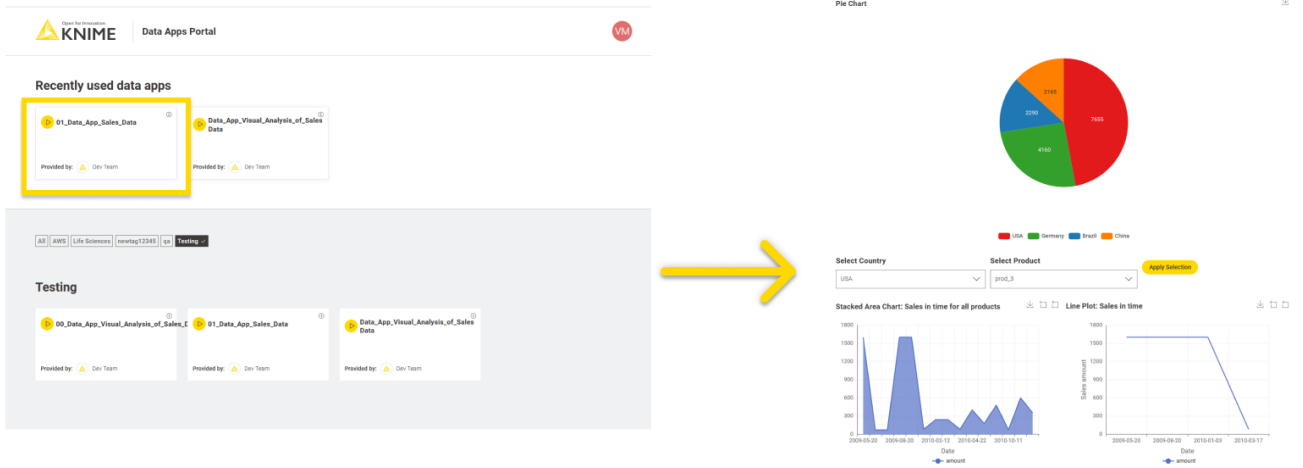 Open for Innovation
KNIME
Data Apps Portal
VM
Recently used data apps
01_Data_App_Sales_Data
Data_App_Visual_Analysis_of_Sales
Data
Provided by: Dev Team
Provided by: Dev Team
All AWS Life Sciences newtag12345 qa Testing
Testing
00_Data_App_Visual_Analysis_of_Sales_D
01_Data_App_Sales_Data
Data_App_Visual_Analysis_of_Sales
Data
Provided by: Dev Team
Provided by: Dev Team
Provided by: Dev Team
Pie Chart
3165
2290
7655
4160
USA Germany Brazil China
Select Country
USA
Select Product
prod_3
Apply Selection
Stacked Area Chart: Sales in time for all products
1800
1500
1200
900
600
300
0
2009-05-20 2009-08-20 2010-03-12 2010-04-22 2010-10-11
Date
amount
Line Plot: Sales in time
Sales amount
1800
1500
1200
900
600
300
0
2009-05-20 2009-08-20 2010-01-03 2010-03-17
Date
amount